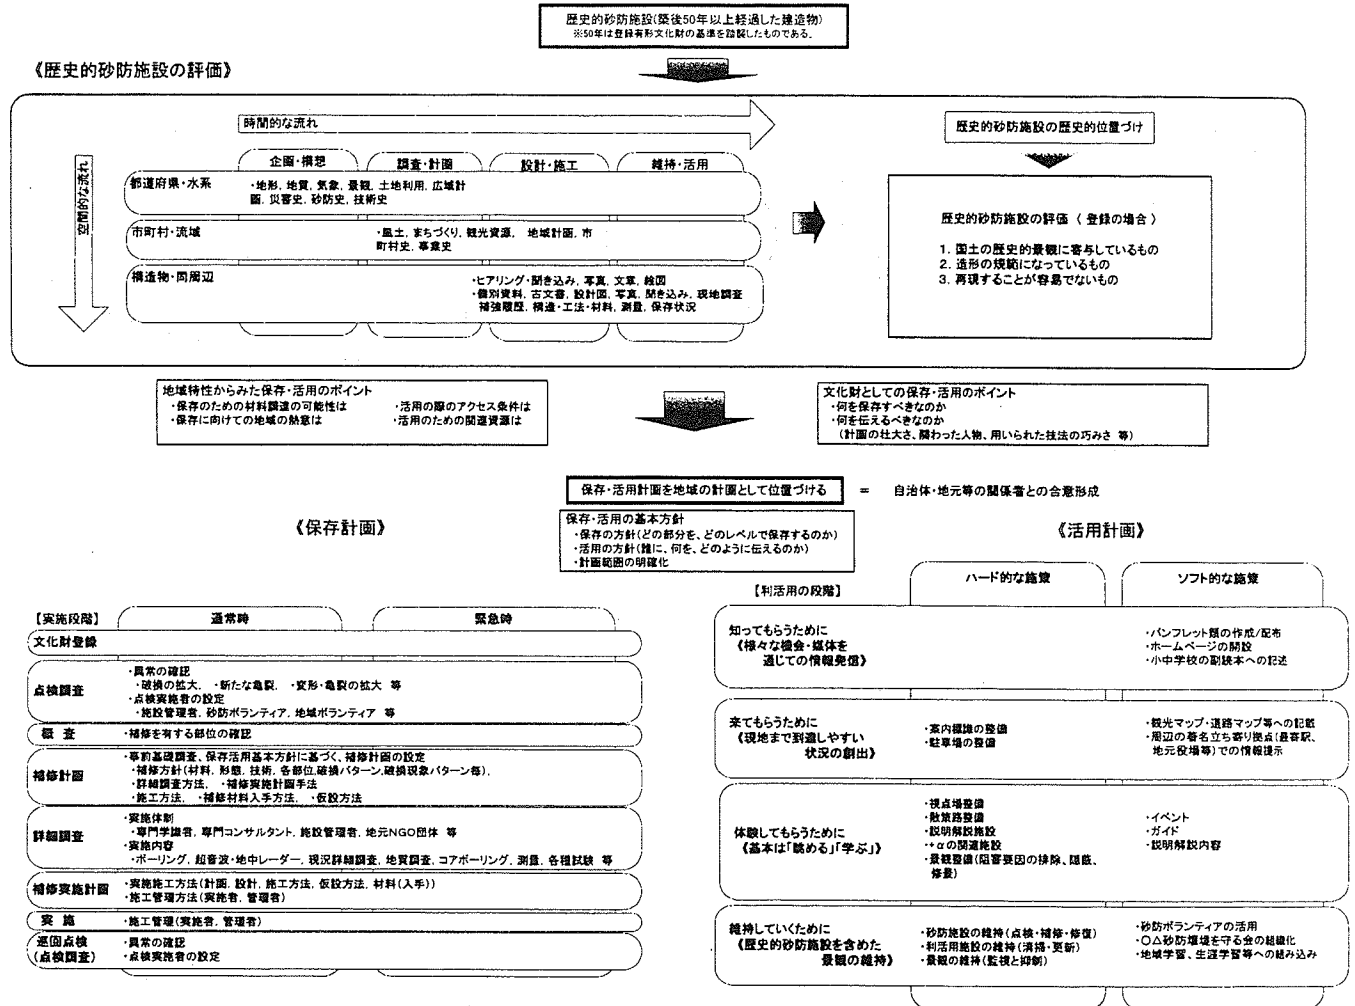 歴史的砂防施設(築後50年以上経過した建造物)
※50年は登録有形文化財の基準を踏襲したものである。
《歴史的砂防施設の評価》
時間的な流れ
空間的な流れ
企画・構想
調査・計画
設計・施工
維持・活用
都道府県・水系
・地形, 地質, 気象, 景観, 土地利用, 広域計
画, 災害史, 砂防史, 技術史
市町村・流域
・風土, まちづくり, 観光資源, 地域計画, 市
町村史, 事業史
構造物・同周辺
・ヒアリング・聞き込み, 写真, 文章, 絵図
・個別資料, 古文書, 設計図, 写真, 聞き込み, 現地調査
補強履歴, 構造・工法・材料, 測量, 保存状況
歴史的砂防施設の歴史的位置づけ
歴史的砂防施設の評価 ( 登録の場合 )
1. 国土の歴史的景観に寄与しているもの
2. 造形の規範になっているもの
3. 再現することが容易でないもの
地域特性からみた保存・活用のポイント
・保存のための材料調達の可能性は ・活用の際のアクセス条件は
・保存に向けての地域の熱意は ・活用のための関連資源は
文化財としての保存・活用のポイント
・何を保存すべきなのか
・何を伝えるべきなのか
(計画の壮大さ、関わった人物、用いられた技法の巧みさ 等)
保存・活用計画を地域の計画として位置づける = 自治体・地元等の関係者との合意形成
保存・活用の基本方針
・保存の方針(どの部分を、どのレベルで保存するのか)
・活用の方針(誰に、何を、どのように伝えるのか)
・計画範囲の明確化
《保存計画》
【実施段階】
通常時
緊急時
文化財登録
点検調査
・異常の確認
・破損の拡大, ・新たな亀裂, ・変形・亀裂の拡大 等
・点検実施者の設定
・施設管理者, 砂防ボランティア, 地域ボランティア 等
概 査
・補修を有する部位の確認
補修計画
・事前基礎調査、保存活用基本方針に基づく、補修計画の設定
・補修方針(材料, 形態, 技術, 各部位,破損パターン,破損現象パターン毎),
・詳細調査方法, ・補修実施計画手法
・施工方法, ・補修材料入手方法, ・仮設方法
詳細調査
・実施体制
・専門学識者, 専門コンサルタント, 施設管理者, 地元NGO団体 等
・実施内容
・ボーリング, 超音波・地中レーダー, 現況詳細調査, 地質調査, コアボーリング, 測量, 各種試験 等
補修実施計画
・実施施工方法(計画, 設計, 施工方法, 仮設方法, 材料(入手))
・施工管理方法(実施者, 管理者)
実 施
・施工管理(実施者, 管理者)
巡回点検
(点検調査)
・異常の確認
・点検実施者の設定
《活用計画》
【利活用の段階】
ハード的な施策
ソフト的な施策
知ってもらうために
《様々な機会・媒体を
通じての情報発信》
・パンフレット類の作成/配布
・ホームページの開設
・小中学校の副読本への記述
来てもらうために
《現地まで到達しやすい
状況の創出》
・案内標識の整備
・駐車場の整備
・観光マップ・道路マップ等への記載
・周辺の著名立ち寄り拠点(最寄駅、
地元役場等)での情報提示
体験してもらうために
《基本は「眺める」「学ぶ」》
・視点場整備
・散策路整備
・説明解説施設
・+αの関連施設
・景観整備(阻害要因の排除、隠蔽、
修景)
・イベント
・ガイド
・説明解説内容
維持していくために
《歴史的砂防施設を含めた
景観の維持》
・砂防施設の維持(点検・補修・修復)
・利活用施設の維持(清掃・更新)
・景観の維持(監視と抑制)
・砂防ボランティアの活用
・○△砂防堰堤を守る会の組織化
・地域学習、生涯学習等への組み込み